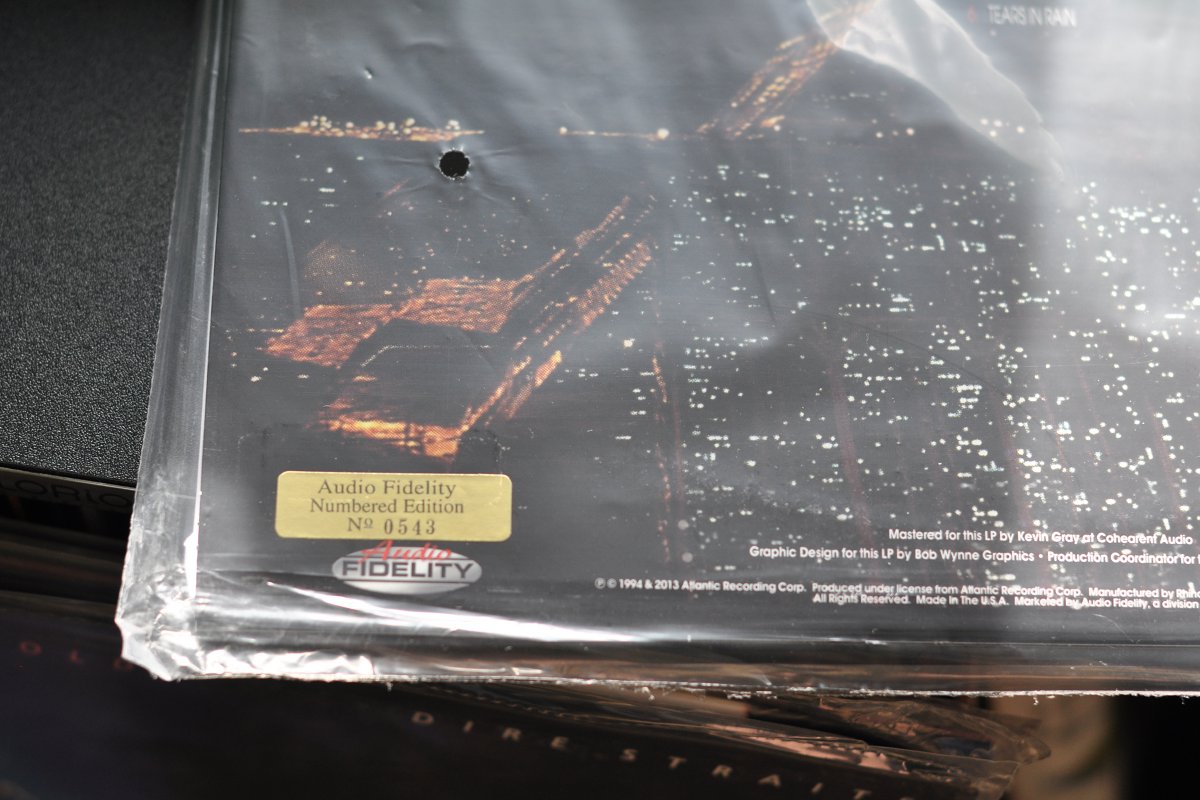 6 TEARS IN RAIN
Audio Fidelity
Numbered Edition
Nº 0543
Audio
FIDELITY
Mastered for this LP by Kevin Gray at Cohearent Audio
Graphic Design for this LP by Bob Wynne Graphics • Production Coordinator for
℗ © 1994 & 2013 Atlantic Recording Corp. Produced under license from Atlantic Recording Corp. Manufactured by Rhino
All Rights Reserved. Made in The U.S.A. Marketed by Audio Fidelity, a division
DIRE STRAITS